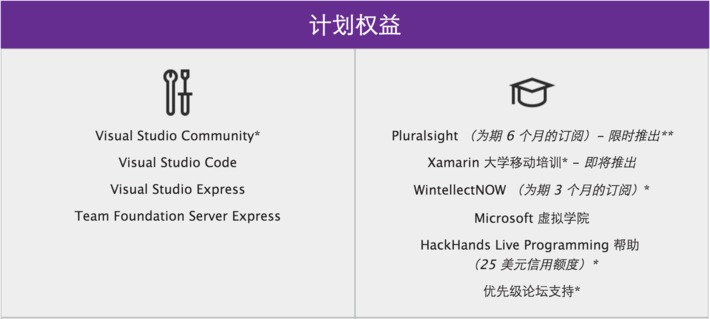 计划权益
Visual Studio Community*
Visual Studio Code
Visual Studio Express
Team Foundation Server Express
Pluralsight （为期 6 个月的订阅）– 限时推出**
Xamarin 大学移动培训* – 即将推出
WintellectNOW （为期 3 个月的订阅）*
Microsoft 虚拟学院
HackHands Live Programming 帮助
（25 美元信用额度）*
优先级论坛支持*